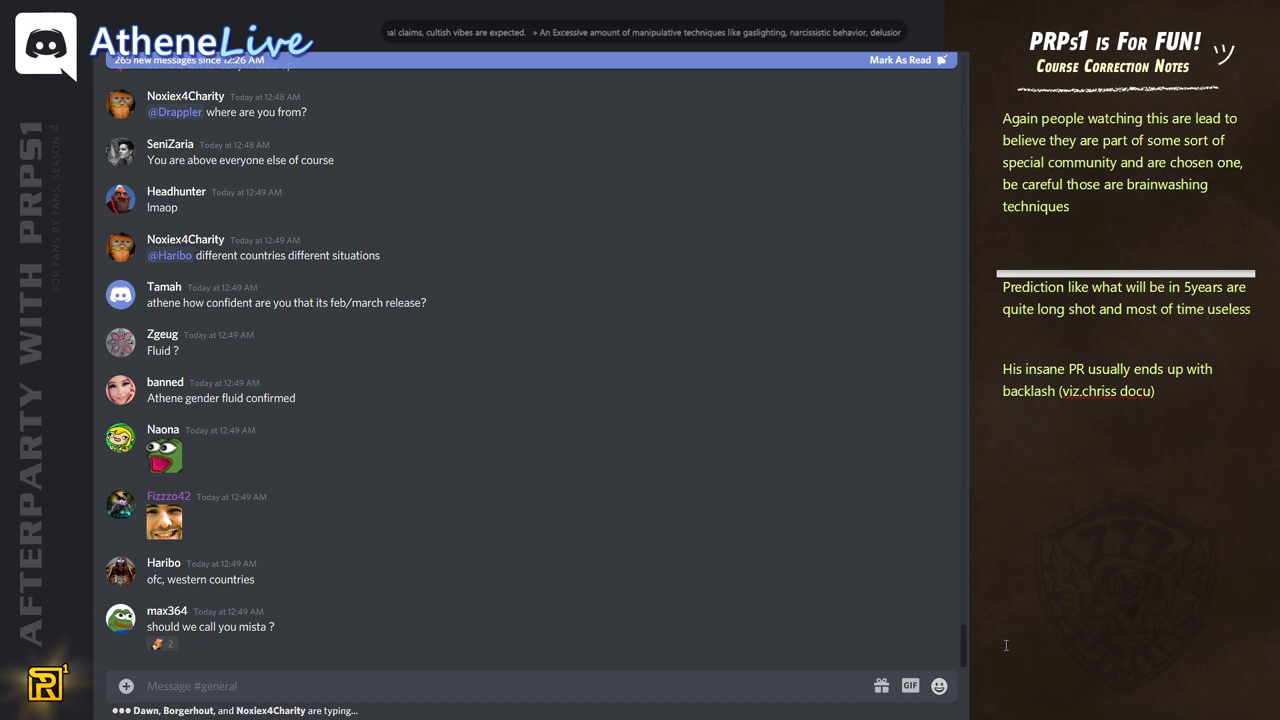 AtheneLive
al claims, cultish vibes are expected. » An Excessive amount of manipulative techniques like gaslighting, narcissistic behavior, delusior
265 new messages since 12:26 AM
Mark As Read
Noxiex4Charity Today at 12:48 AM
@Drappler where are you from?
SeniZaria Today at 12:48 AM
You are above everyone else of course
Headhunter Today at 12:49 AM
lmaop
Noxiex4Charity Today at 12:49 AM
@Haribo different countries different situations
Tamah Today at 12:49 AM
athene how confident are you that its feb/march release?
Zgeug Today at 12:49 AM
Fluid ?
banned Today at 12:49 AM
Athene gender fluid confirmed
Naona Today at 12:49 AM
Fizzzo42 Today at 12:49 AM
Haribo Today at 12:49 AM
ofc, western countries
max364 Today at 12:49 AM
should we call you mista ?
2
Message #general
GIF
Dawn, Borgerhout, and Noxiex4Charity are typing...
AFTERPARTY WITH PRPS1
FOR FANS BY FANS, SEASON 4
PRPs1 is For FUN! ツ
Course Correction Notes
Again people watching this are lead to
believe they are part of some sort of
special community and are chosen one,
be careful those are brainwashing
techniques
Prediction like what will be in 5years are
quite long shot and most of time useless
His insane PR usually ends up with
backlash (viz.chriss docu)